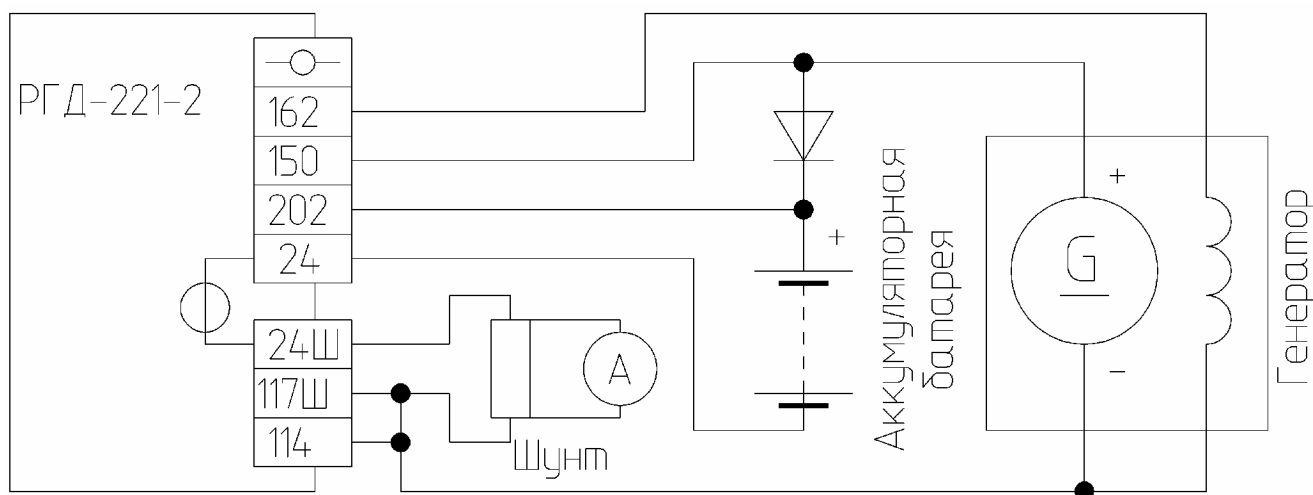 РГД-221-2
162
150
202
24
24Ш
117Ш
114
А
Шунт
+
Аккумуляторная
батарея
+
G
−
Генератор